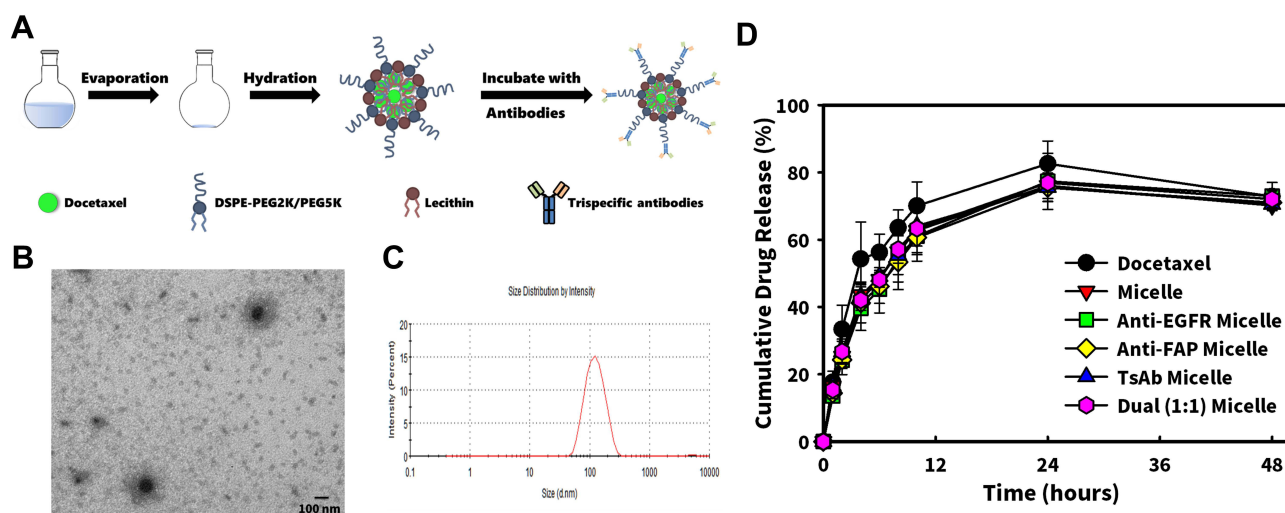 A
Evaporation
Hydration
Incubate with
Antibodies
Docetaxel
DSPE-PEG2K/PEG5K
Lecithin
Trispecific antibodies
B
100 nm
C
Size Distribution by Intensity
Intensity (Percent)
20
15
10
5
0
0.1 1 10 100 1000 10000
Size (d.nm)
D
Cumulative Drug Release (%)
100
80
60
40
20
0
Docetaxel
Micelle
Anti-EGFR Micelle
Anti-FAP Micelle
TsAb Micelle
Dual (1:1) Micelle
0 12 24 36 48
Time (hours)